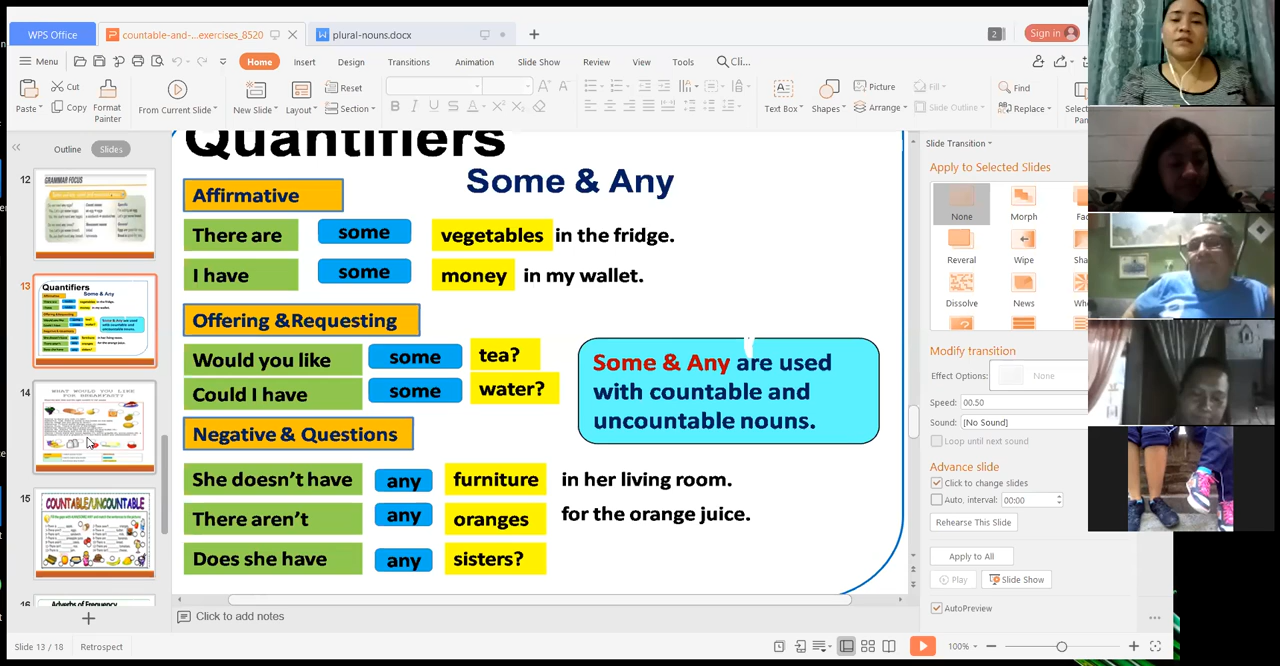 WPS Office
countable-and-...exercises_8520
plural-nouns.docx
2
Sign in
Menu
Home
Insert
Design
Transitions
Animation
Slide Show
Review
View
Tools
Cli...
Paste
Cut
Copy
Format Painter
From Current Slide
New Slide
Layout
Reset
Section
Text Box
Shapes
Picture
Arrange
Fill
Slide Outline
Find
Replace
Outline
Slides
12
GRAMMAR FOCUS
13
14
WHAT WOULD YOU LIKE
FOR BREAKFAST?
15
COUNTABLE/UNCOUNTABLE
16
Adverbs of Frequency
Quantifiers
Some & Any
Affirmative
There are some vegetables in the fridge.
I have some money in my wallet.
Offering &Requesting
Would you like some tea?
Could I have some water?
Some & Any are used
with countable and
uncountable nouns.
Negative & Questions
She doesn't have any furniture in her living room.
There aren't any oranges for the orange juice.
Does she have any sisters?
Click to add notes
Slide Transition
Apply to Selected Slides
None
Morph
Reveral
Wipe
Dissolve
News
Modify transition
Effect Options:
None
Speed: 00.50
Sound: [No Sound]
Loop until next sound
Advance slide
Click to change slides
Auto, interval: 00:00
Rehearse This Slide
Apply to All
Play
Slide Show
AutoPreview
Slide 13 / 18
Retrospect
100%